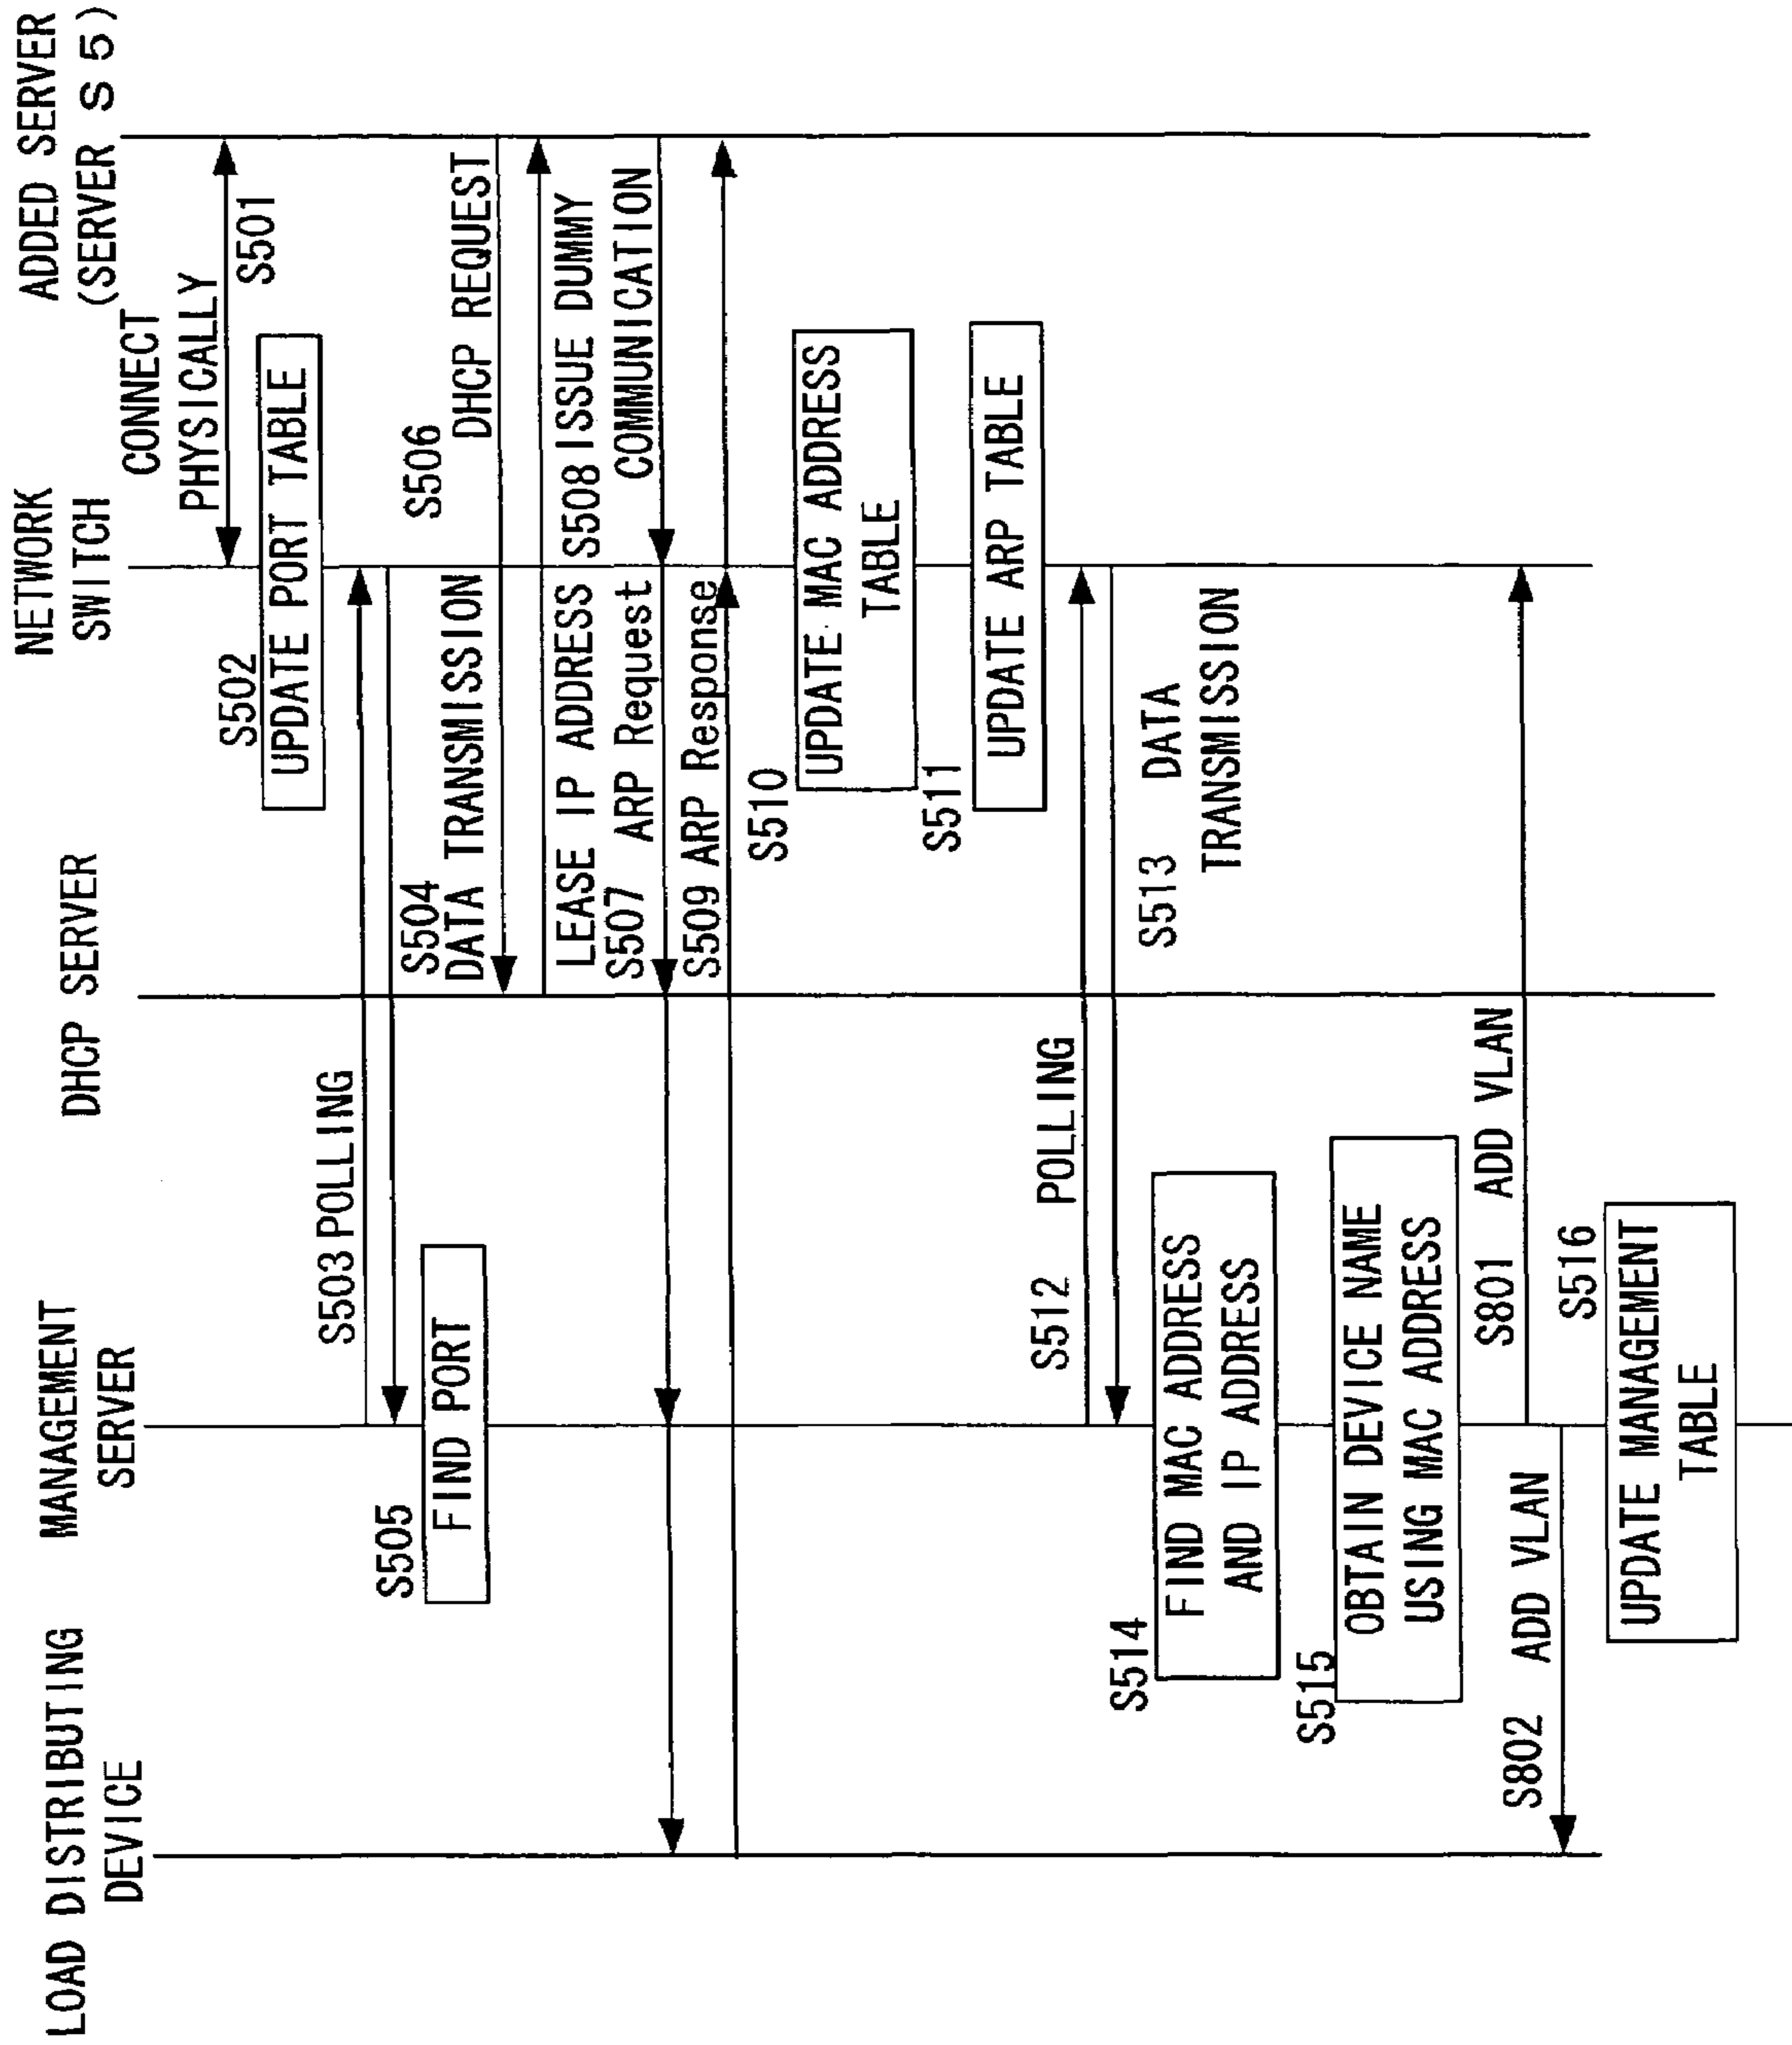 LOAD DISTRIBUTING
DEVICE
MANAGEMENT
SERVER
DHCP SERVER
NETWORK
SWITCH
ADDED SERVER
(SERVER S5)
CONNECT
PHYSICALLY
S501
S502
UPDATE PORT TABLE
S503 POLLING
S504
DATA TRANSMISSION
S505
FIND PORT
S506
DHCP REQUEST
LEASE IP ADDRESS
S507
S508 ISSUE DUMMY
COMMUNICATION
ARP Request
S509 ARP Response
S510
UPDATE MAC ADDRESS
TABLE
S511
UPDATE ARP TABLE
S512
POLLING
S513 DATA
TRANSMISSION
S514
FIND MAC ADDRESS
AND IP ADDRESS
S515
OBTAIN DEVICE NAME
USING MAC ADDRESS
S801 ADD VLAN
S802 ADD VLAN
S516
UPDATE MANAGEMENT
TABLE